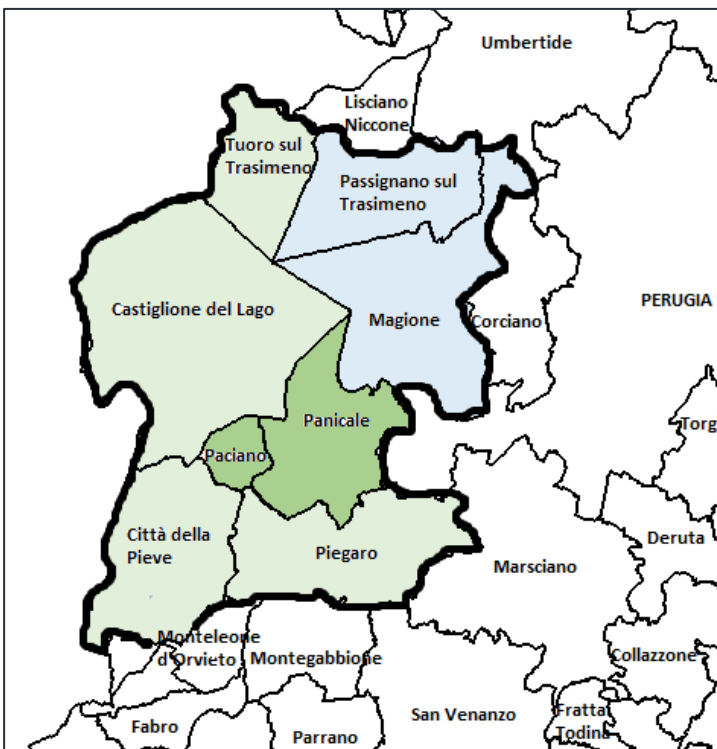 Umbertide
Lisciano
Niccone
Tuoro sul
Trasimeno
Passignano sul
Trasimeno
Castiglione del Lago
Magione
Corciano
PERUGIA
Panicale
Torg
Paciano
Città della
Pieve
Piegaro
Deruta
Marsciano
Monteleone
d'Orvieto
Montegabbione
Collazzone
San Venanzo
Fratta
Todina
Fabro
Parrano